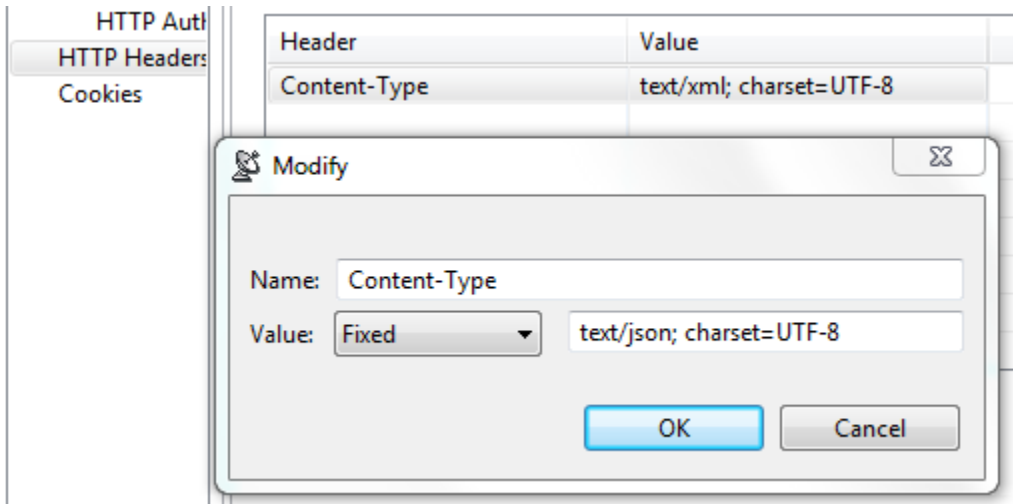 HTTP Auth
HTTP Headers
Cookies
Header Value
Content-Type text/xml; charset=UTF-8
Modify
Name: Content-Type
Value: Fixed text/json; charset=UTF-8
OK Cancel